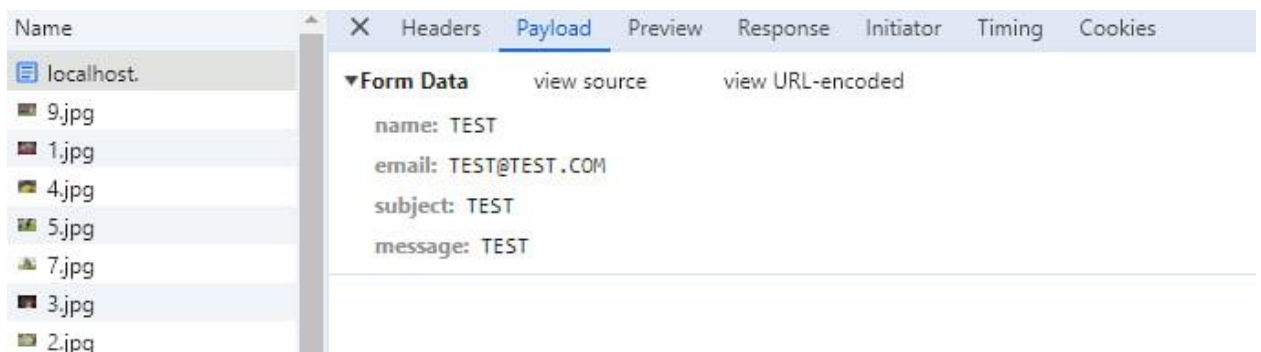 Name
localhost.
9.jpg
1.jpg
4.jpg
5.jpg
7.jpg
3.jpg
2.jpg
Headers Payload Preview Response Initiator Timing Cookies
▼Form Data view source view URL-encoded
name: TEST
email: TEST@TEST.COM
subject: TEST
message: TEST